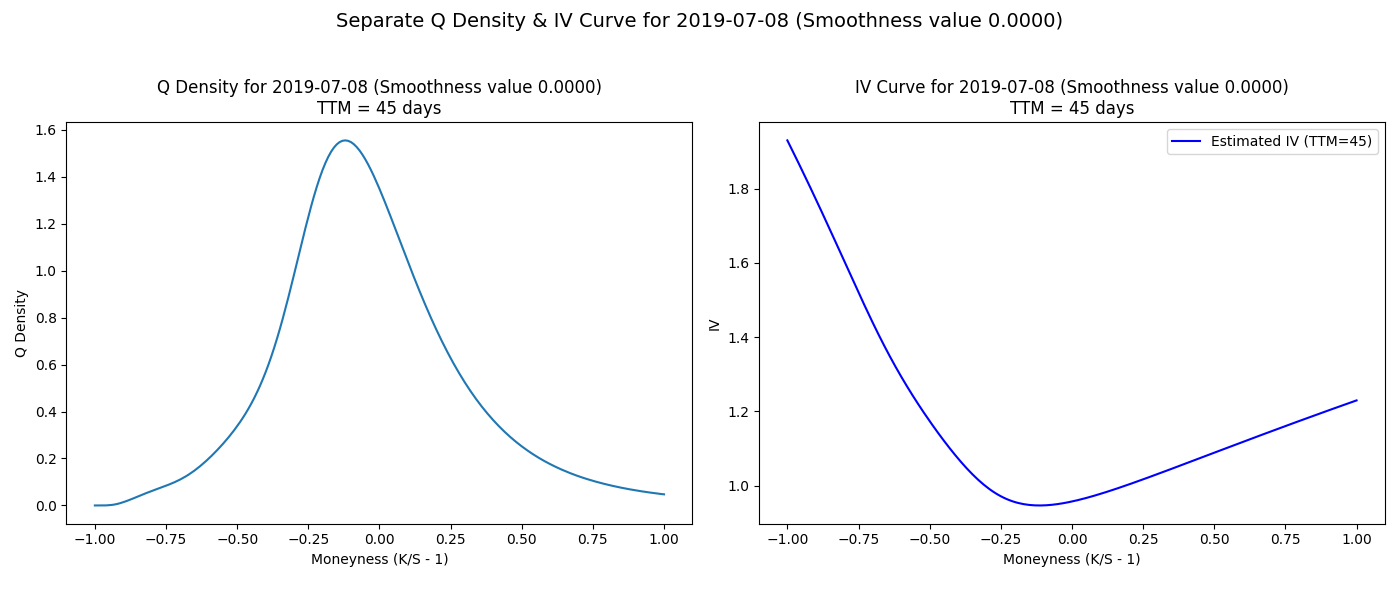 Separate Q Density & IV Curve for 2019-07-08 (Smoothness value 0.0000)
Q Density for 2019-07-08 (Smoothness value 0.0000)
TTM = 45 days
1.6
1.4
1.2
1.0
0.8
0.6
0.4
0.2
0.0
Q Density
−1.00 −0.75 −0.50 −0.25 0.00 0.25 0.50 0.75 1.00
Moneyness (K/S - 1)
IV Curve for 2019-07-08 (Smoothness value 0.0000)
TTM = 45 days
Estimated IV (TTM=45)
1.8
1.6
1.4
1.2
1.0
IV
−1.00 −0.75 −0.50 −0.25 0.00 0.25 0.50 0.75 1.00
Moneyness (K/S - 1)